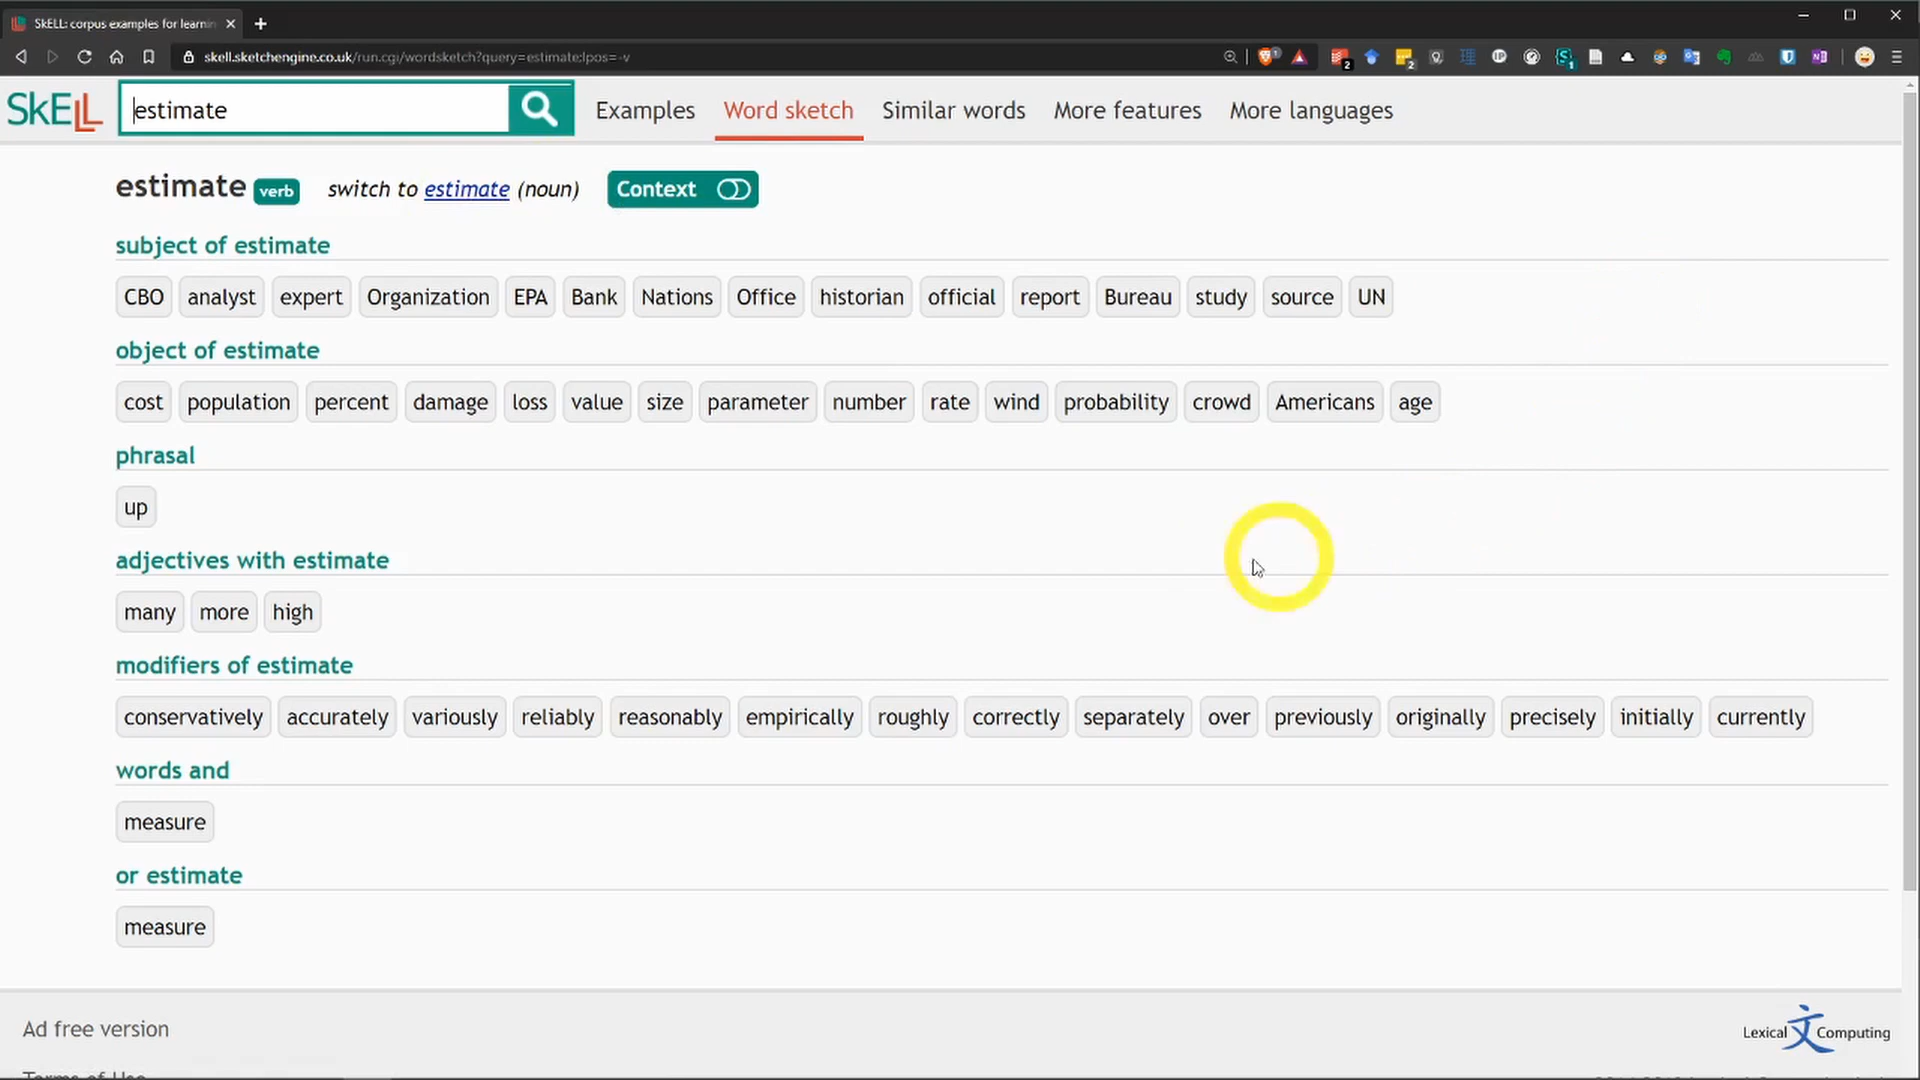 SkELL: corpus examples for learnin
skell.sketchengine.co.uk/run.cgi/wordsketch?query=estimate;lpos=-v
SkELL estimate Examples Word sketch Similar words More features More languages
estimate verb switch to estimate (noun) Context
subject of estimate
CBO analyst expert Organization EPA Bank Nations Office historian official report Bureau study source UN
object of estimate
cost population percent damage loss value size parameter number rate wind probability crowd Americans age
phrasal
up
adjectives with estimate
many more high
modifiers of estimate
conservatively accurately variously reliably reasonably empirically roughly correctly separately over previously originally precisely initially currently
words and
measure
or estimate
measure
Ad free version
Lexical 文 Computing
Terms of Use